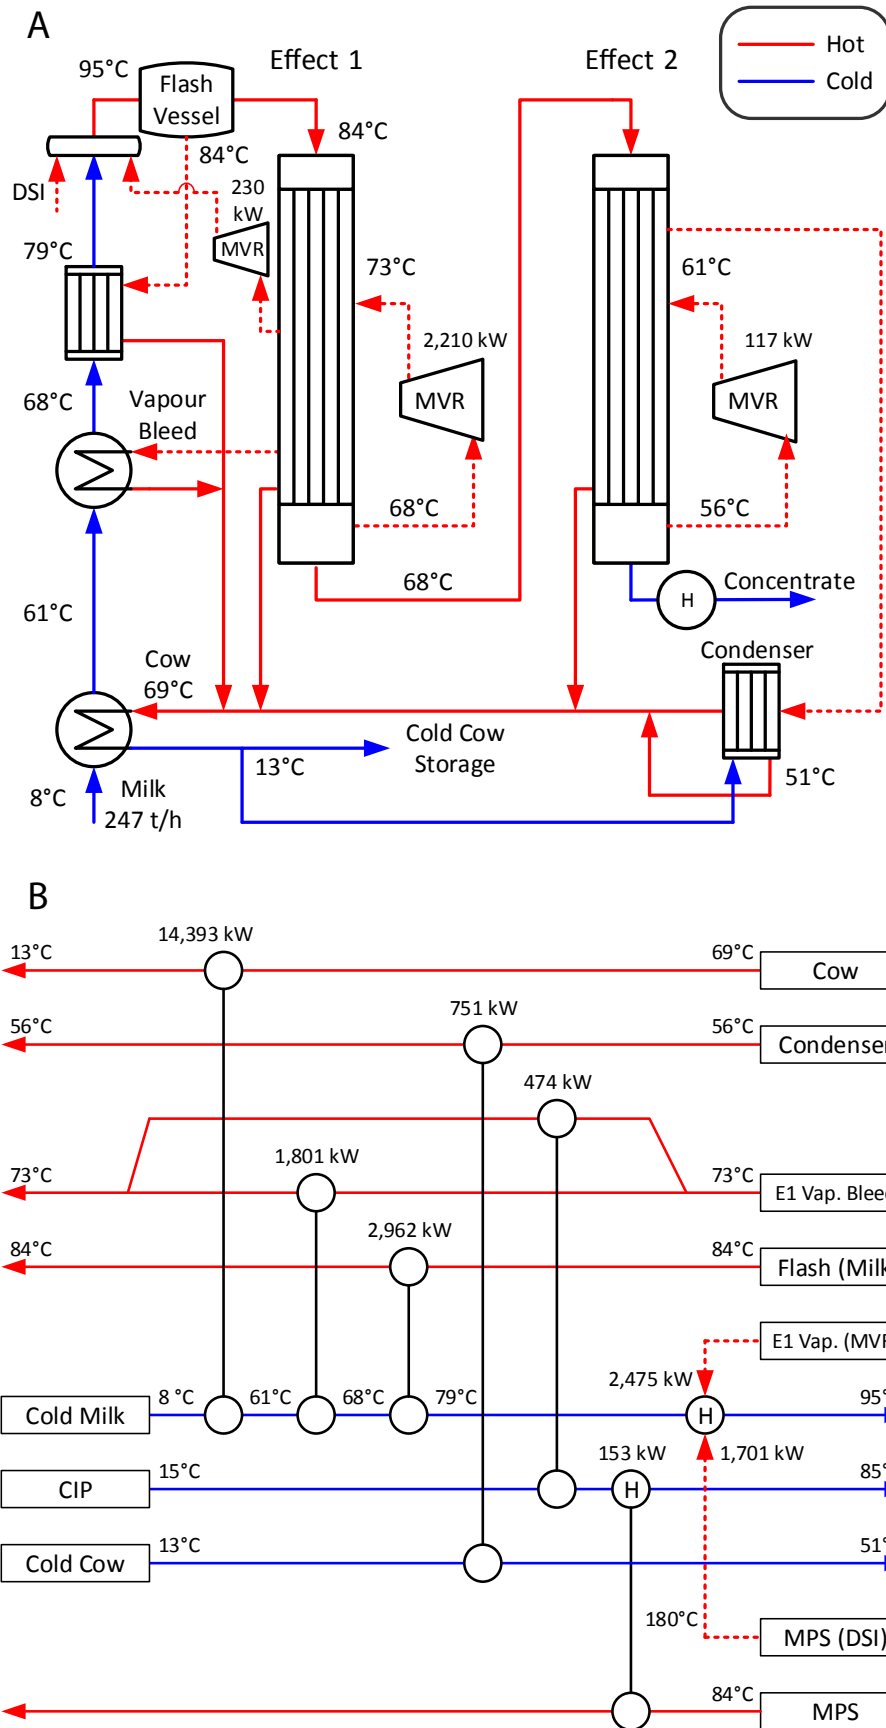 A
95°C
Flash
Vessel
Effect 1
Effect 2
Hot
Cold
84°C
84°C
DSI
230
kW
MVR
79°C
73°C
61°C
2,210 kW
117 kW
MVR
MVR
68°C
Vapour
Bleed
68°C
56°C
68°C
H
Concentrate
61°C
Cow
69°C
Condenser
Cold Cow
Storage
13°C
51°C
8°C
Milk
247 t/h
B
14,393 kW
13°C
69°C
Cow
751 kW
56°C
56°C
Condenser
474 kW
1,801 kW
73°C
73°C
E1 Vap. Bleed
2,962 kW
84°C
84°C
Flash (Milk
E1 Vap. (MVR
2,475 kW
Cold Milk
8 °C
61°C
68°C
79°C
H
95°
153 kW
1,701 kW
CIP
15°C
H
85°
Cold Cow
13°C
51°
180°C
MPS (DSI)
84°C
MPS